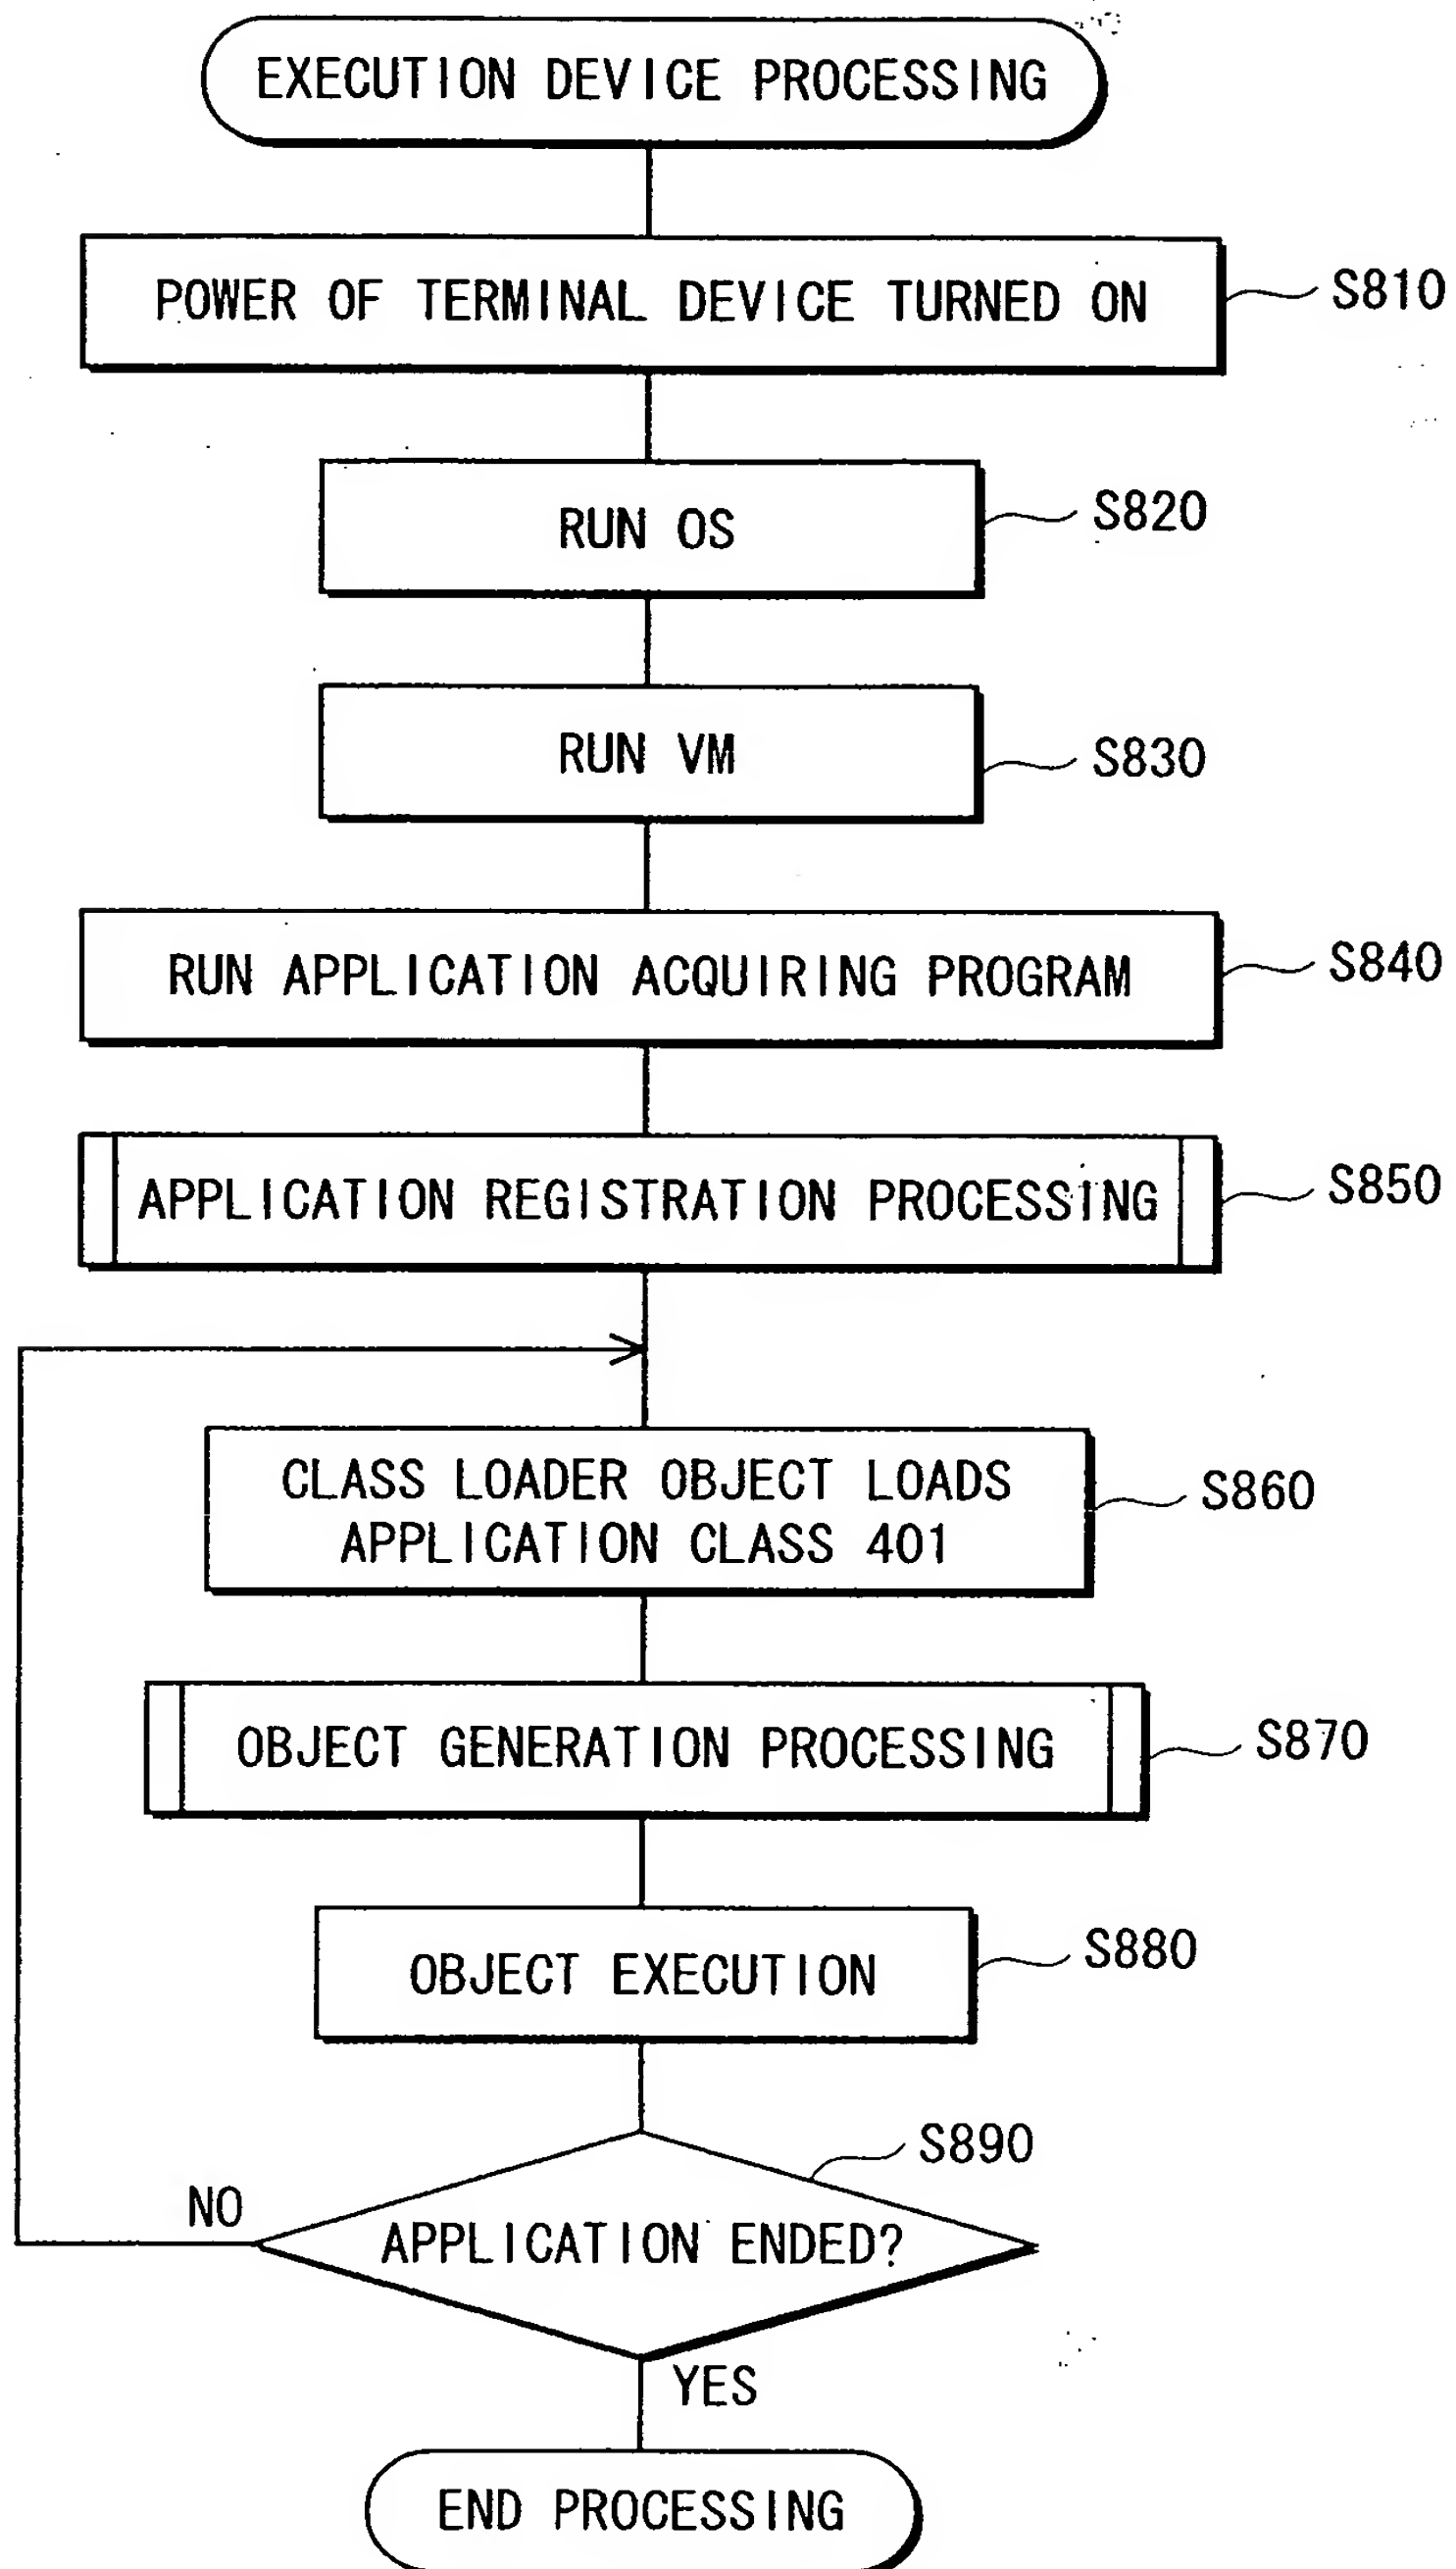 EXECUTION DEVICE PROCESSING
POWER OF TERMINAL DEVICE TURNED ON
S810
RUN OS
S820
RUN VM
S830
RUN APPLICATION ACQUIRING PROGRAM
S840
APPLICATION REGISTRATION PROCESSING
S850
CLASS LOADER OBJECT LOADS
APPLICATION CLASS 401
S860
OBJECT GENERATION PROCESSING
S870
OBJECT EXECUTION
S880
S890
NO
APPLICATION ENDED?
YES
END PROCESSING